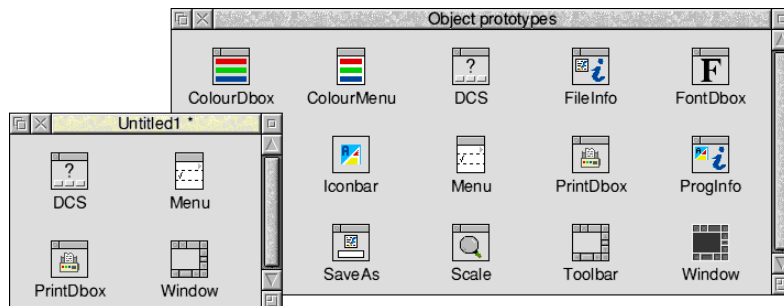 Object prototypes
ColourDbox ColourMenu DCS FileInfo FontDbox
Iconbar Menu PrintDbox ProgInfo
SaveAs Scale Toolbar Window
Untitled1 *
DCS Menu
PrintDbox Window